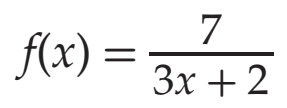 f(x) = 7/(3x + 2)